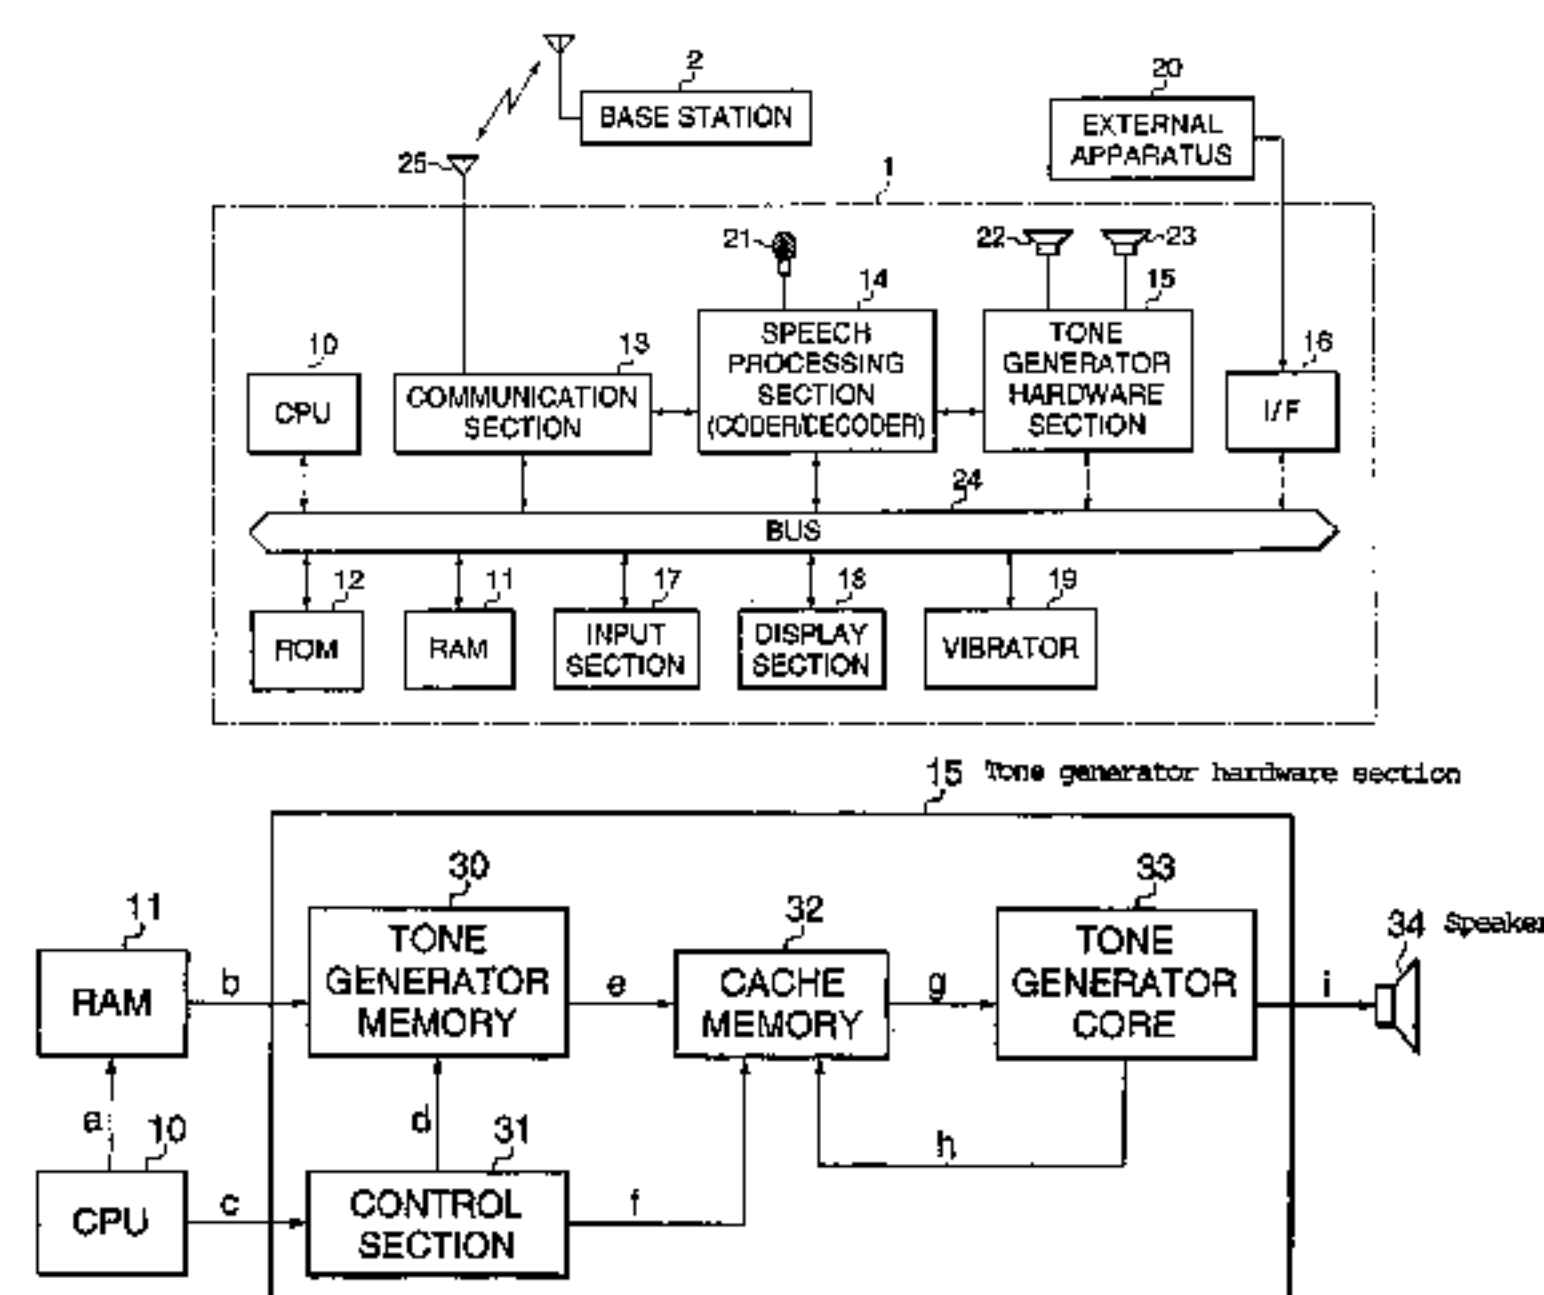 2
BASE STATION
20
EXTERNAL
APPARATUS
25
1
21
22
23
14
15
SPEECH
PROCESSING
SECTION
(CODER/DECODER)
TONE
GENERATOR
HARDWARE
SECTION
10
CPU
13
COMMUNICATION
SECTION
16
I/F
24
BUS
12
ROM
11
RAM
17
INPUT
SECTION
18
DISPLAY
SECTION
19
VIBRATOR
15 Tone generator hardware section
30
TONE
GENERATOR
MEMORY
32
CACHE
MEMORY
33
TONE
GENERATOR
CORE
34 Speaker
11
RAM
b
e
g
i
a
10
CPU
c
d
31
CONTROL
SECTION
f
h